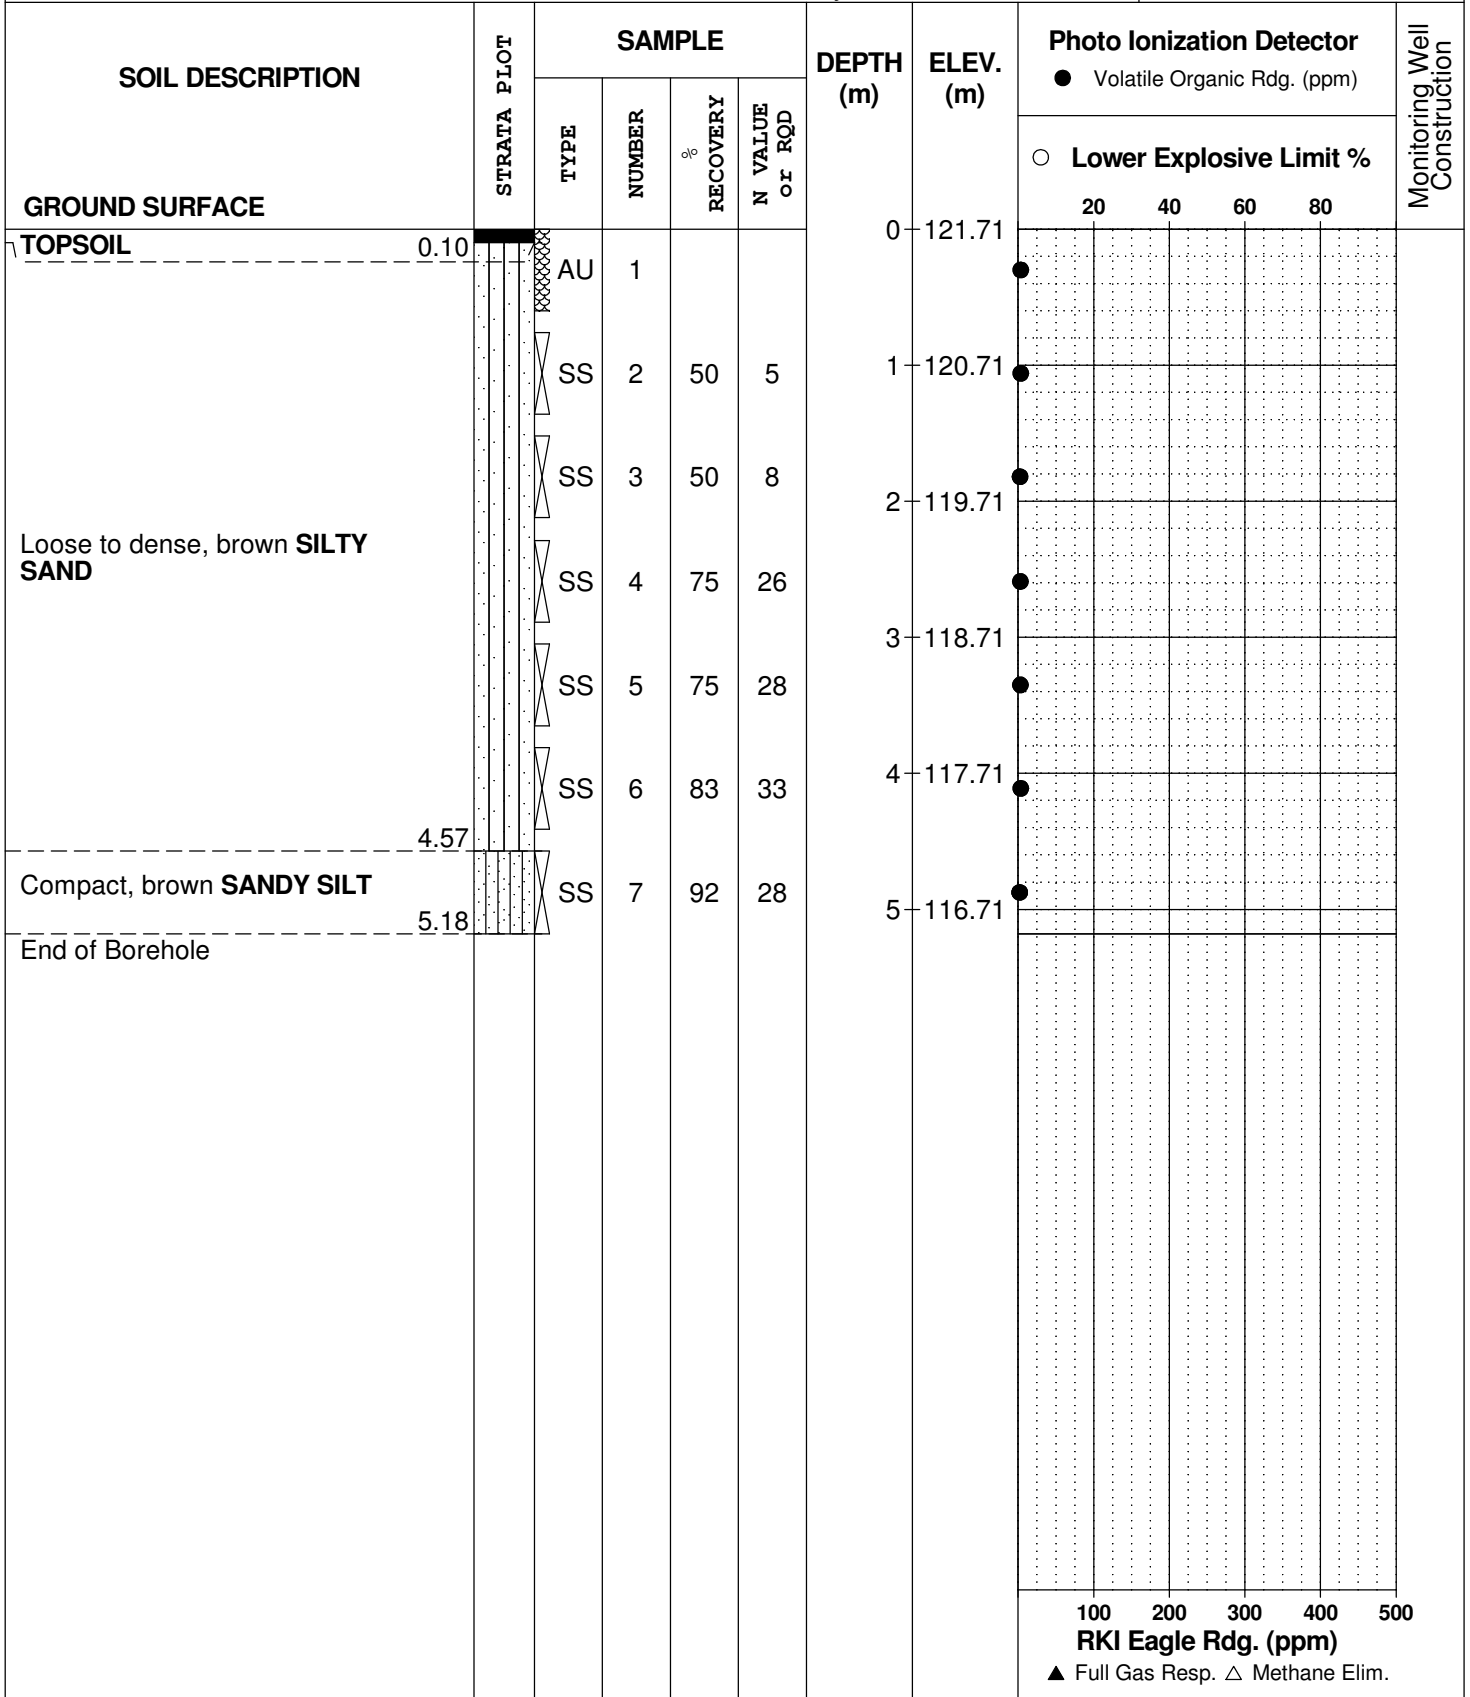 SOIL DESCRIPTION
GROUND SURFACE
STRATA PLOT
SAMPLE
TYPE
NUMBER
%
RECOVERY
N VALUE
or RQD
DEPTH
(m)
ELEV.
(m)
Photo Ionization Detector
● Volatile Organic Rdg. (ppm)
○ Lower Explosive Limit %
20 40 60 80
Monitoring Well
Construction
TOPSOIL 0.10
0 121.71
AU 1
1 120.71
SS 2 50 5
SS 3 50 8
2 119.71
Loose to dense, brown SILTY
SAND
SS 4 75 26
3 118.71
SS 5 75 28
4 117.71
SS 6 83 33
4.57
Compact, brown SANDY SILT
SS 7 92 28
5 116.71
5.18
End of Borehole
100 200 300 400 500
RKI Eagle Rdg. (ppm)
▲ Full Gas Resp. △ Methane Elim.